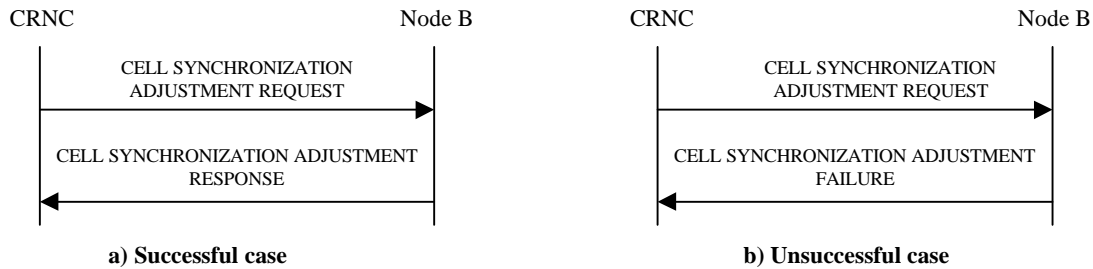 CRNC
Node B
CELL SYNCHRONIZATION
ADJUSTMENT REQUEST
CELL SYNCHRONIZATION ADJUSTMENT
RESPONSE
a) Successful case
CRNC
Node B
CELL SYNCHRONIZATION
ADJUSTMENT REQUEST
CELL SYNCHRONIZATION ADJUSTMENT
FAILURE
b) Unsuccessful case